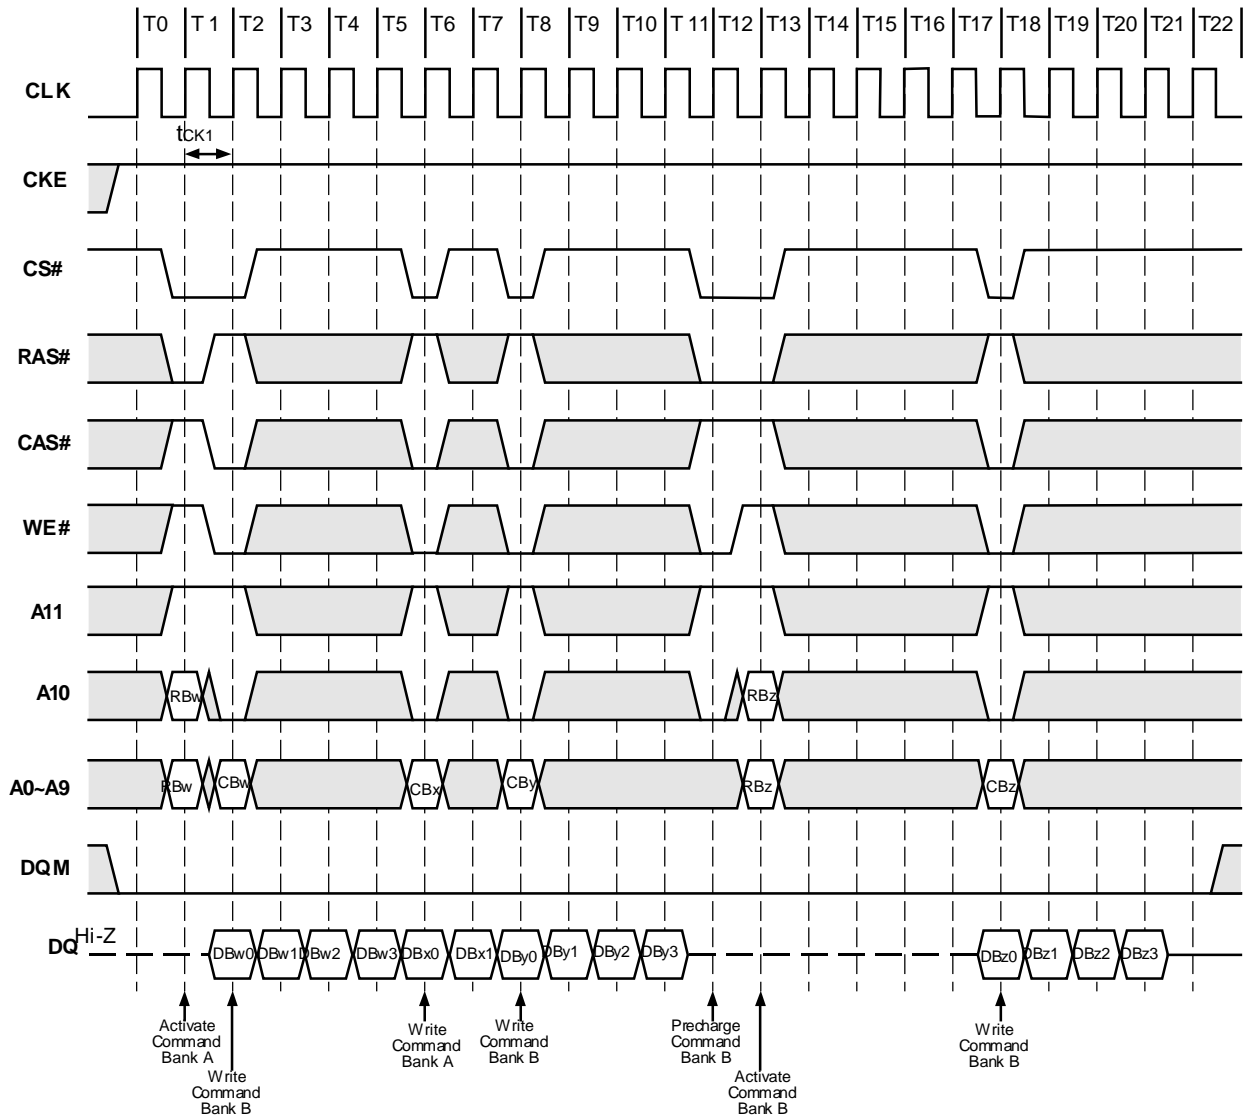 T0 T 1 T2 T3 T4 T5 T6 T7 T8 T9 T10 T 11 T12 T13 T14 T15 T16 T17 T18 T19 T20 T21 T22
CLK
tCK1
CKE
CS#
RAS#
CAS#
WE#
A11
A10 RBw RBz
A0~A9 RBw CBw CBx CBy RBz CBz
DQM
DQ Hi-Z DBw0 DBw1 DBw2 DBw3 DBx0 DBx1 DBy0 DBy1 DBy2 DBy3 DBz0 DBz1 DBz2 DBz3
Activate
Command
Bank A
Write
Command
Bank B
Write
Command
Bank A
Write
Command
Bank B
Precharge
Command
Bank B
Activate
Command
Bank B
Write
Command
Bank B